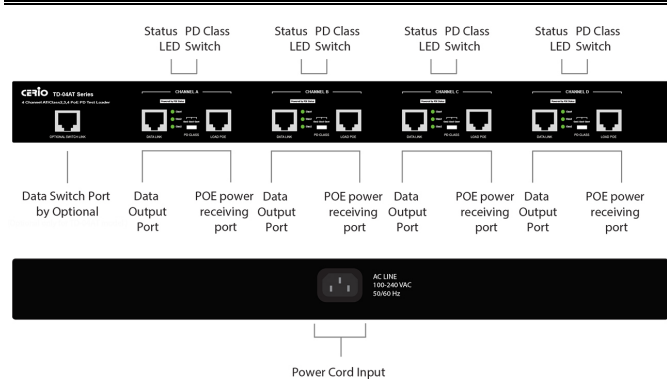 Status PD Class
LED Switch
Status PD Class
LED Switch
Status PD Class
LED Switch
Status PD Class
LED Switch
CERIO TD-04AT Series
4 Channel AT/Class2,3,4 PoE PD Test Loader
OPTIONAL SWITCH LINK
CHANNEL A
DATA LINK
PD CLASS
LOAD POE
CHANNEL B
DATA LINK
PD CLASS
LOAD POE
CHANNEL C
DATA LINK
PD CLASS
LOAD POE
CHANNEL D
DATA LINK
PD CLASS
LOAD POE
Data Switch Port
by Optional
Data
Output
Port
POE power
receiving
port
Data
Output
Port
POE power
receiving
port
Data
Output
Port
POE power
receiving
port
Data
Output
Port
POE power
receiving
port
AC LINE
100-240 VAC
50/60 Hz
Power Cord Input